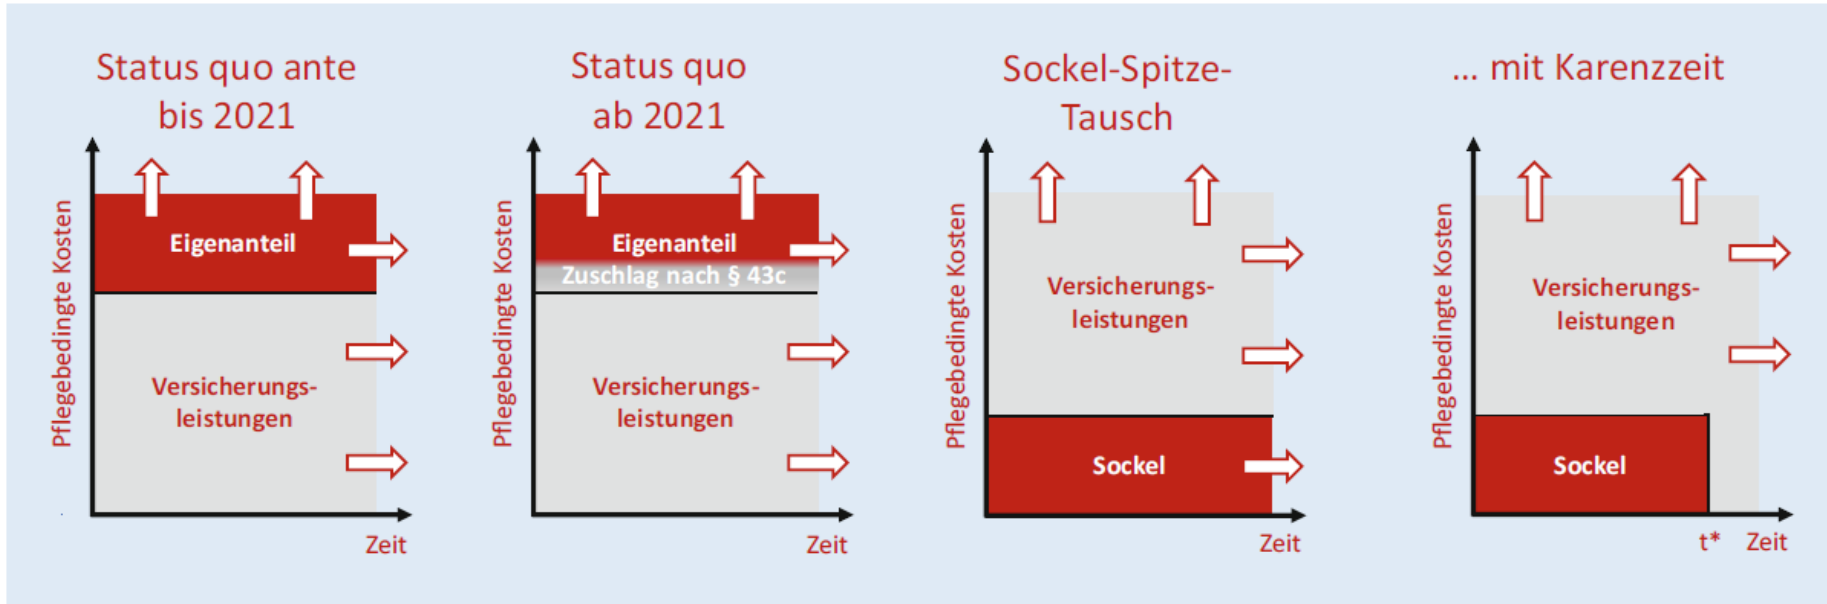 Status quo ante
bis 2021
Pflegebedingte Kosten
Eigenanteil
Versicherungs-
leistungen
Zeit
Status quo
ab 2021
Pflegebedingte Kosten
Eigenanteil
Zuschlag nach § 43c
Versicherungs-
leistungen
Zeit
Sockel-Spitze-
Tausch
Pflegebedingte Kosten
Versicherungs-
leistungen
Sockel
Zeit
... mit Karenzzeit
Pflegebedingte Kosten
Versicherungs-
leistungen
Sockel
t*
Zeit